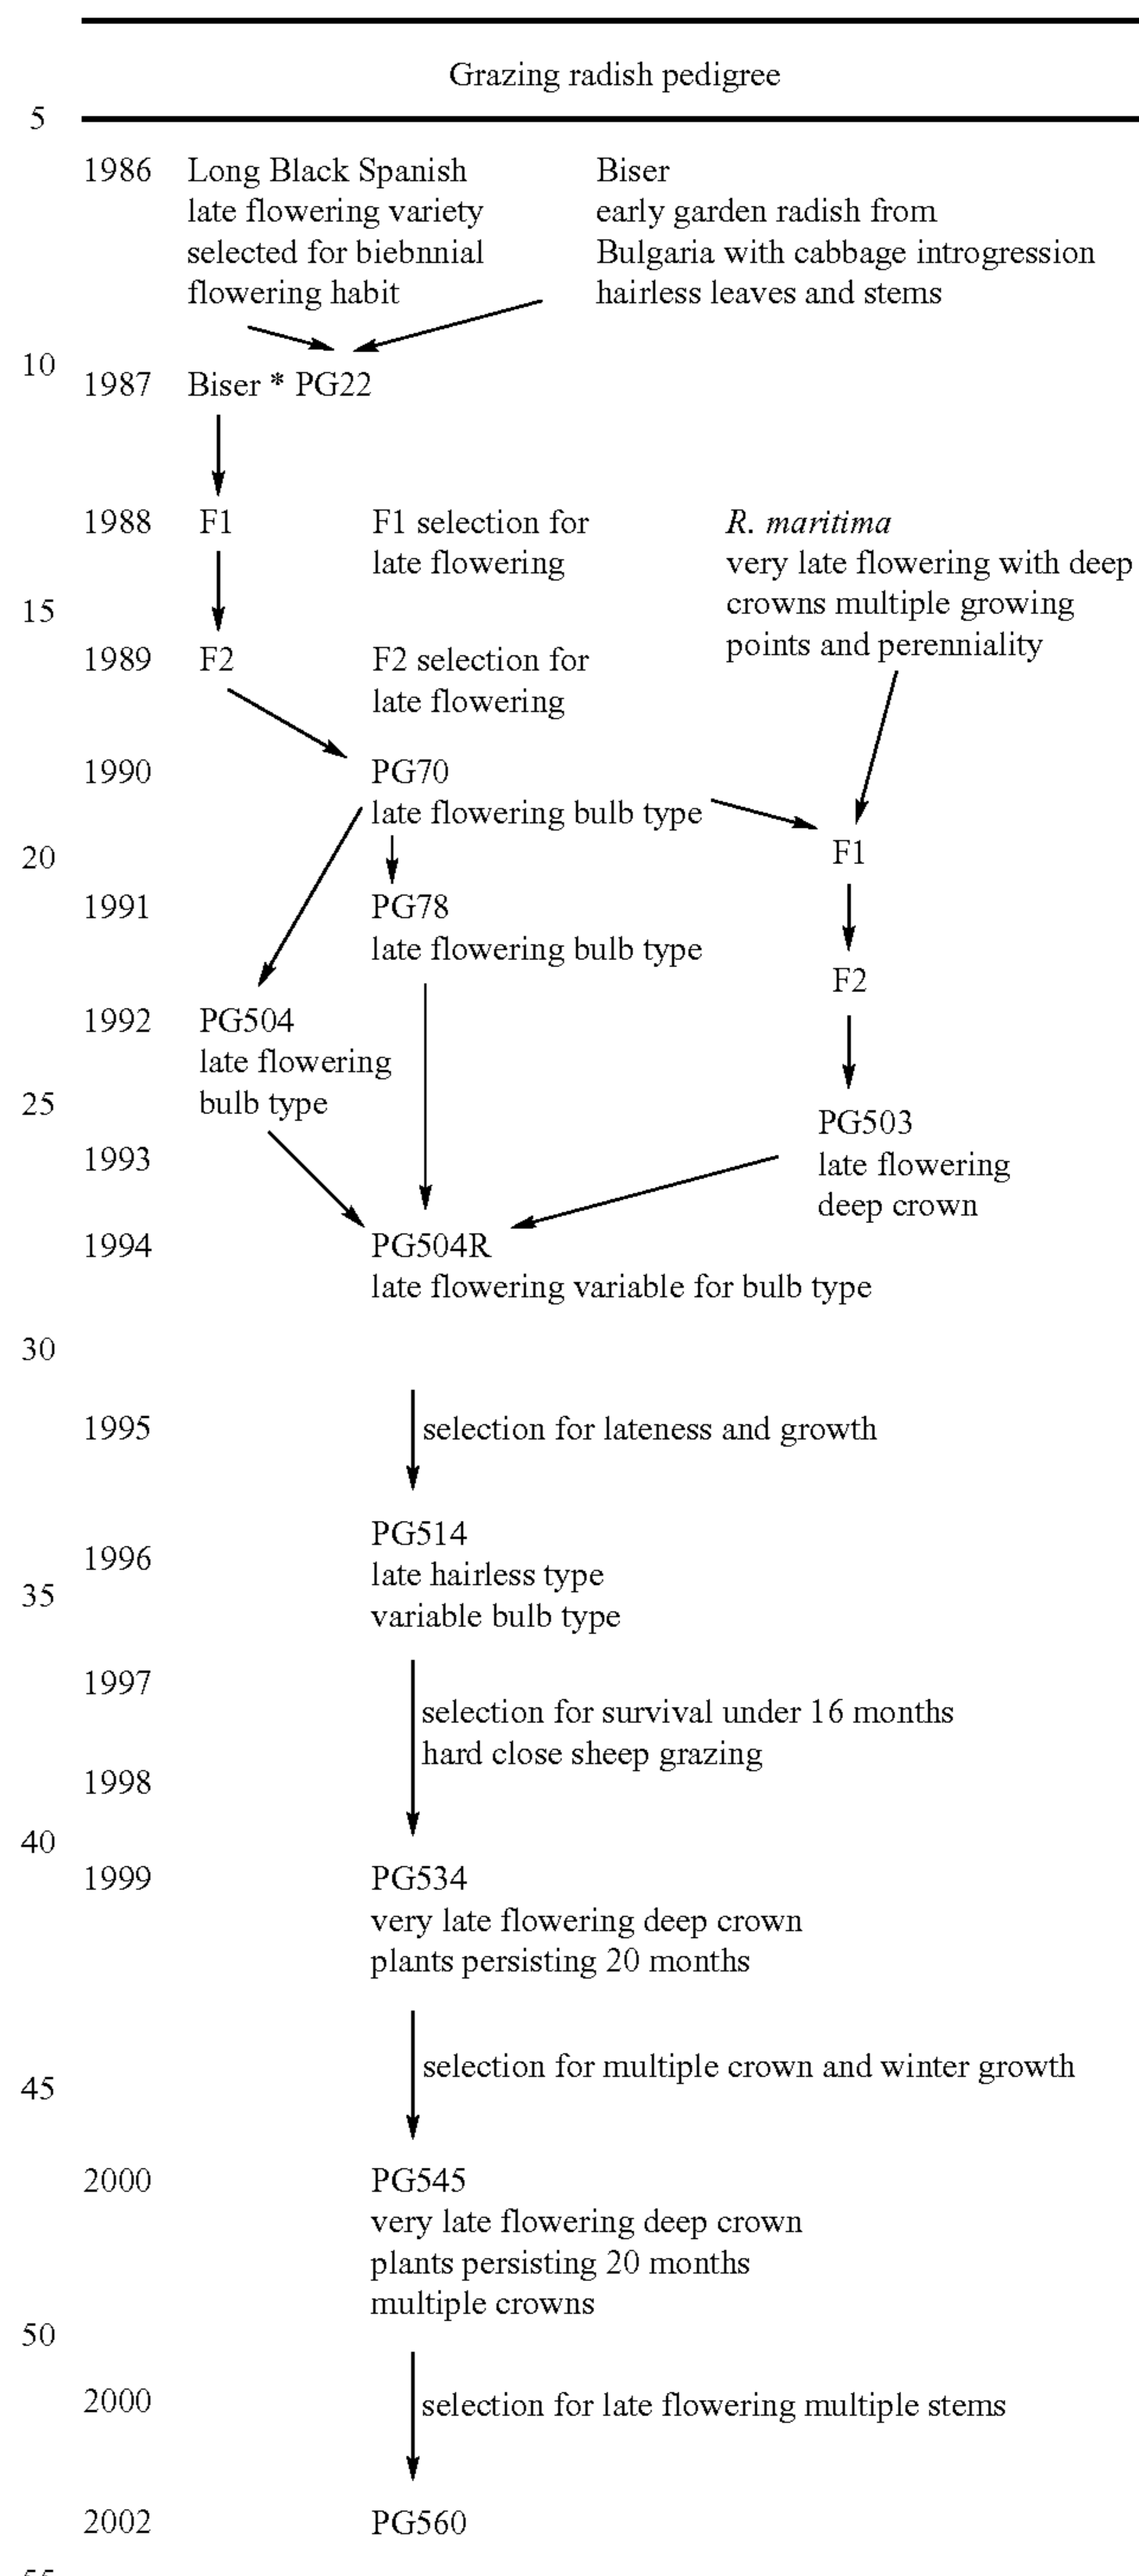 Grazing radish pedigree
5
1986 Long Black Spanish Biser
late flowering variety early garden radish from
selected for biebnnial Bulgaria with cabbage introgression
flowering habit hairless leaves and stems
10
1987 Biser * PG22
1988 F1 F1 selection for R. maritima
late flowering very late flowering with deep
15 crowns multiple growing
1989 F2 F2 selection for points and perenniality
late flowering
1990 PG70
late flowering bulb type
20 F1
1991 PG78
late flowering bulb type
F2
1992 PG504
late flowering
25 bulb type
PG503
1993 late flowering
deep crown
1994 PG504R
late flowering variable for bulb type
30
1995 selection for lateness and growth
PG514
1996 late hairless type
35 variable bulb type
1997
selection for survival under 16 months
hard close sheep grazing
1998
40
1999 PG534
very late flowering deep crown
plants persisting 20 months
selection for multiple crown and winter growth
45
2000 PG545
very late flowering deep crown
plants persisting 20 months
multiple crowns
50
2000 selection for late flowering multiple stems
2002 PG560